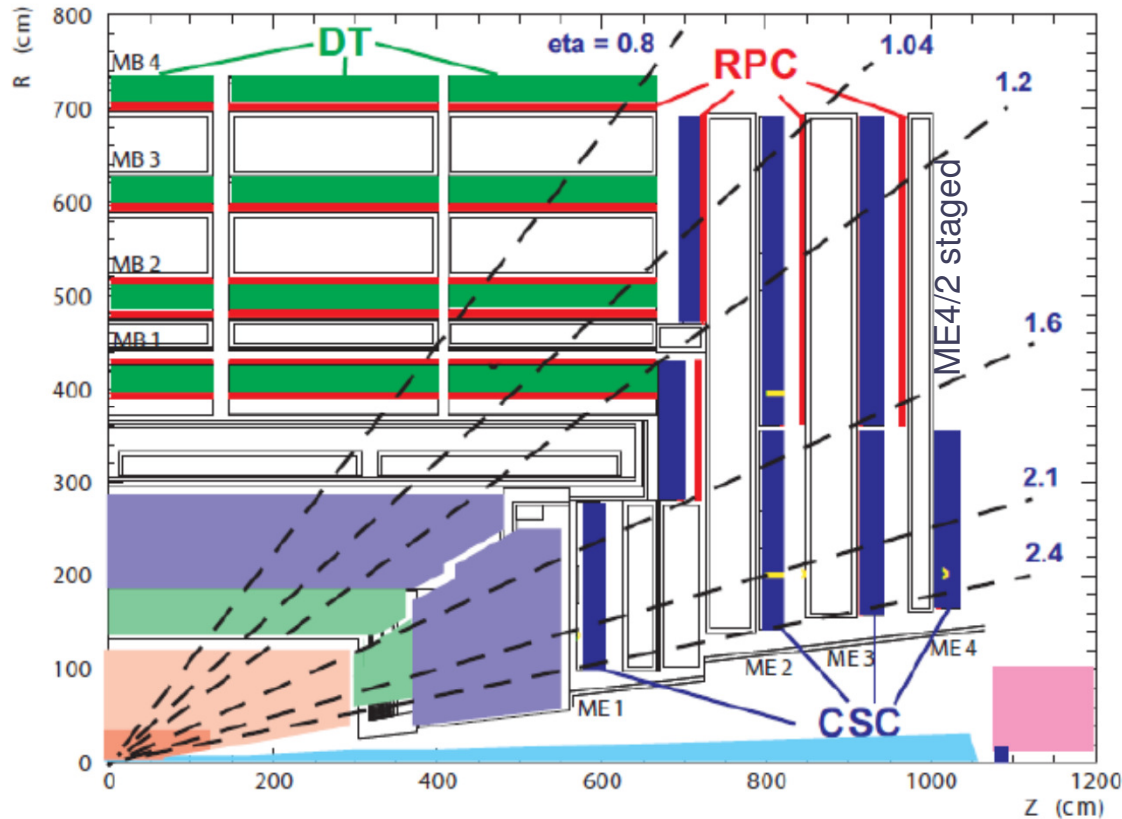 R (cm)
800
700
600
500
400
300
200
100
0
0
200
400
600
800
1000
1200
Z (cm)
MB 4
MB 3
MB 2
MB 1
DT
eta = 0.8
1.04
1.2
1.6
2.1
2.4
RPC
ME4/2 staged
ME 1
ME 2
ME 3
ME 4
CSC